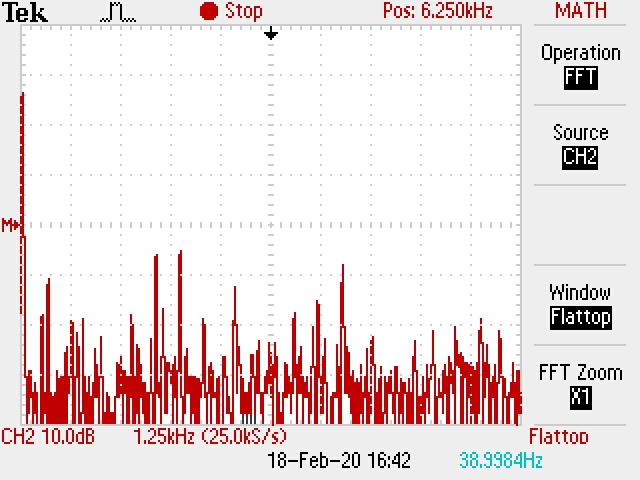 Tek Stop Pos: 6.250kHz MATH
Operation
FFT
Source
CH2
M
Window
Flattop
FFT Zoom
X1
CH2 10.0dB 1.25kHz (25.0kS/s) Flattop
18-Feb-20 16:42 38.9984Hz